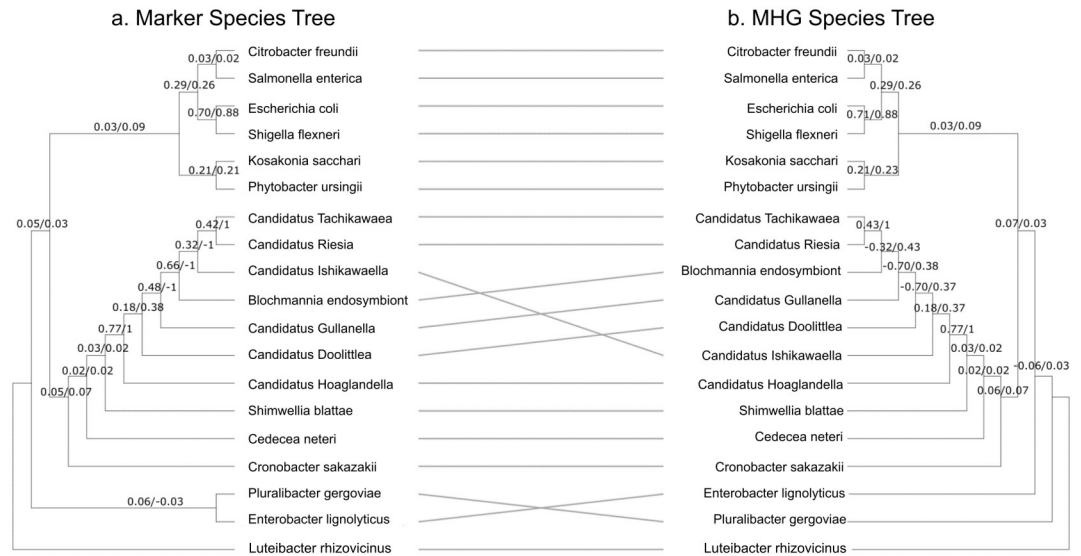 a. Marker Species Tree
b. MHG Species Tree
Citrobacter freundii
Salmonella enterica
Escherichia coli
Shigella flexneri
Kosakonia sacchari
Phytobacter ursingii
Candidatus Tachikawaea
Candidatus Riesia
Candidatus Ishikawaella
Blochmannia endosymbiont
Candidatus Gullanella
Candidatus Doolittlea
Candidatus Hoaglandella
Shimwellia blattae
Cedecea neteri
Cronobacter sakazakii
Pluralibacter gergoviae
Enterobacter lignolyticus
Luteibacter rhizovicinus
0.03/0.02
0.29/0.26
0.70/0.88
0.03/0.09
0.21/0.21
0.05/0.03
0.42/1
0.32/-1
0.66/-1
0.48/-1
0.18/0.38
0.77/1
0.03/0.02
0.02/0.02
0.05/0.07
0.06/-0.03
Citrobacter freundii
Salmonella enterica
Escherichia coli
Shigella flexneri
Kosakonia sacchari
Phytobacter ursingii
Candidatus Tachikawaea
Candidatus Riesia
Blochmannia endosymbiont
Candidatus Gullanella
Candidatus Doolittlea
Candidatus Ishikawaella
Candidatus Hoaglandella
Shimwellia blattae
Cedecea neteri
Cronobacter sakazakii
Enterobacter lignolyticus
Pluralibacter gergoviae
Luteibacter rhizovicinus
0.03/0.02
0.29/0.26
0.71/0.88
0.03/0.09
0.21/0.23
0.07/0.03
0.43/1
-0.32/0.43
-0.70/0.38
-0.70/0.37
0.18/0.37
0.77/1
0.03/0.02
0.02/0.02
-0.06/0.03
0.06/0.07